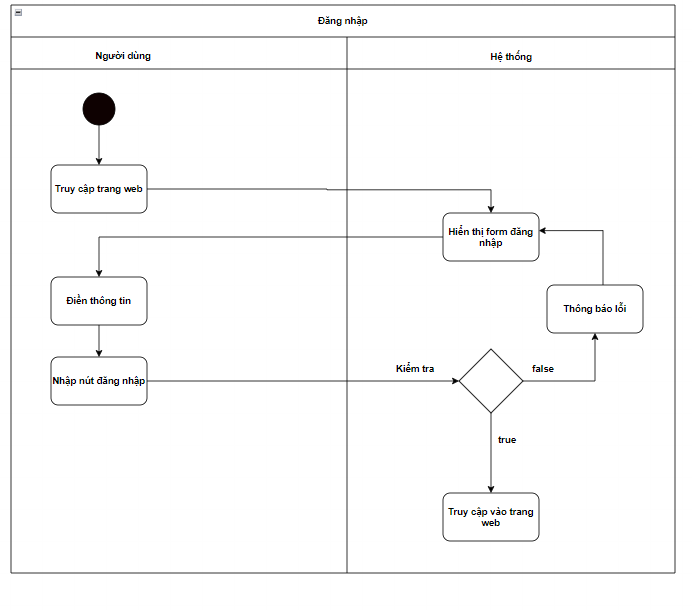 Đăng nhập
Người dùng
Hệ thống
Truy cập trang web
Hiển thị form đăng
nhập
Điền thông tin
Thông báo lỗi
Nhập nút đăng nhập
Kiểm tra
false
true
Truy cập vào trang
web